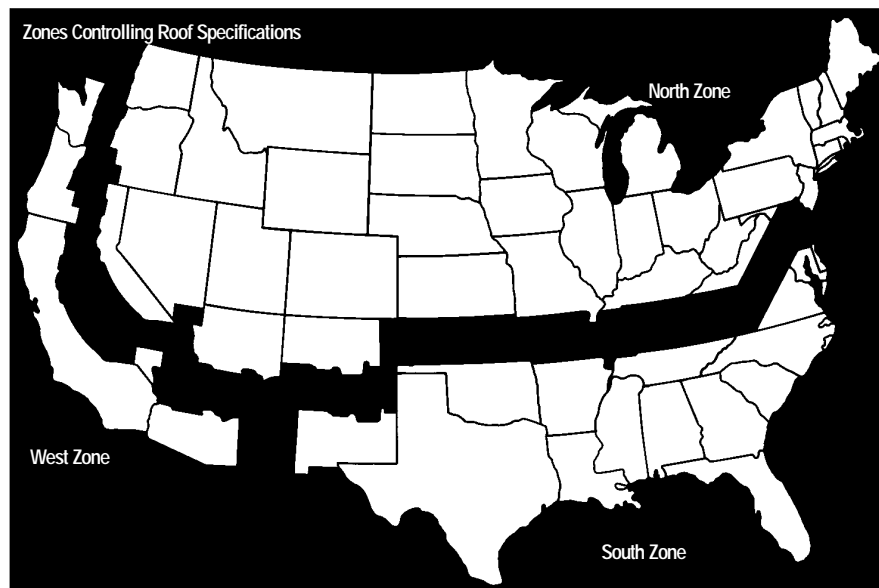 Zones Controlling Roof Specifications
North Zone
West Zone
South Zone